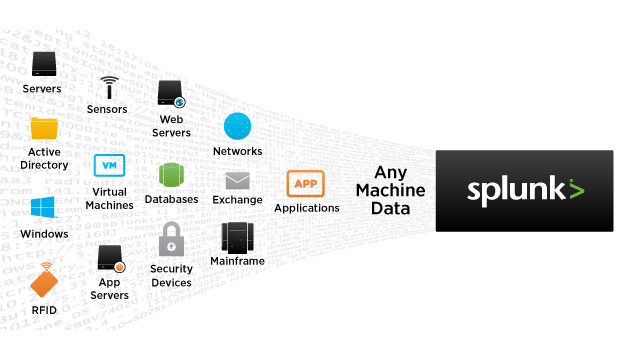 Servers
Sensors
Web
Servers
Networks
Active
Directory
VM
Virtual
Machines
Databases
Exchange
APP
Applications
Any
Machine
Data
splunk>
Windows
App
Servers
Security
Devices
Mainframe
RFID